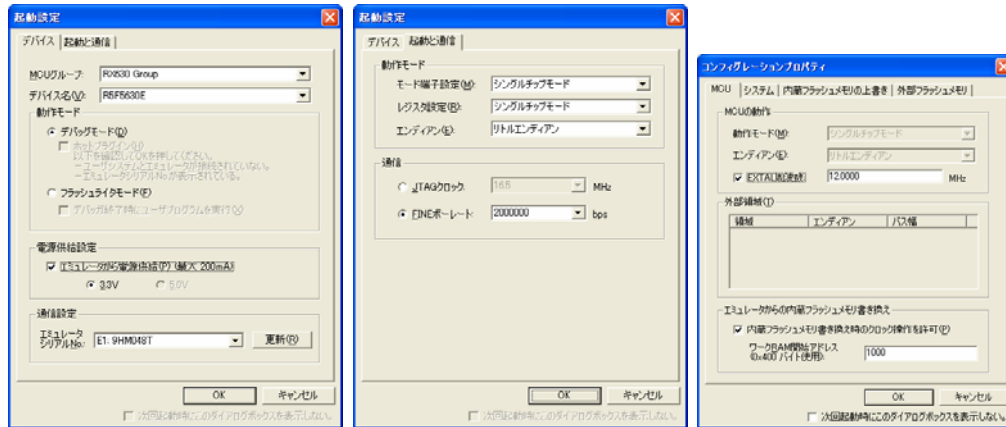 起動設定
デバイス 起動と通信
MCUグループ: RX630 Group
デバイス名(V): R5F5630E
動作モード
デバッグモード(D)
ホットプラグイン(H)
以下を確認してOKを押してください。
-ユーザシステムとエミュレータが接続されていない。
-エミュレータシリアルNo.が表示されている。
フラッシュライタモード(F)
デバッガ終了時にユーザプログラムを実行(X)
電源供給設定
エミュレータから電源供給(P) (最大 200mA)
3.3V 5.0V
通信設定
エミュレータ
シリアルNo.: E1: 9HM048T 更新(R)
OK キャンセル
次回起動時にこのダイアログボックスを表示しない。
起動設定
デバイス 起動と通信
動作モード
モード端子設定(M): シングルチップモード
レジスタ設定(R): シングルチップモード
エンディアン(E): リトルエンディアン
通信
JTAGクロック: 16.5 MHz
FINEボーレート: 2000000 bps
OK キャンセル
次回起動時にこのダイアログボックスを表示しない。
コンフィグレーションプロパティ
MCU システム 内蔵フラッシュメモリの上書き 外部フラッシュメモリ
MCUの動作
動作モード(M): シングルチップモード
エンディアン(E): リトルエンディアン
EXTAL周波数: 12.0000 MHz
外部領域(T)
領域 エンディアン バス幅
エミュレータからの内蔵フラッシュメモリ書き換え
内蔵フラッシュメモリ書き換え時のクロック操作を許可(P)
ワークRAM開始アドレス
(0x400 バイト使用): 1000
OK キャンセル
次回起動時にこのダイアログボックスを表示しない。